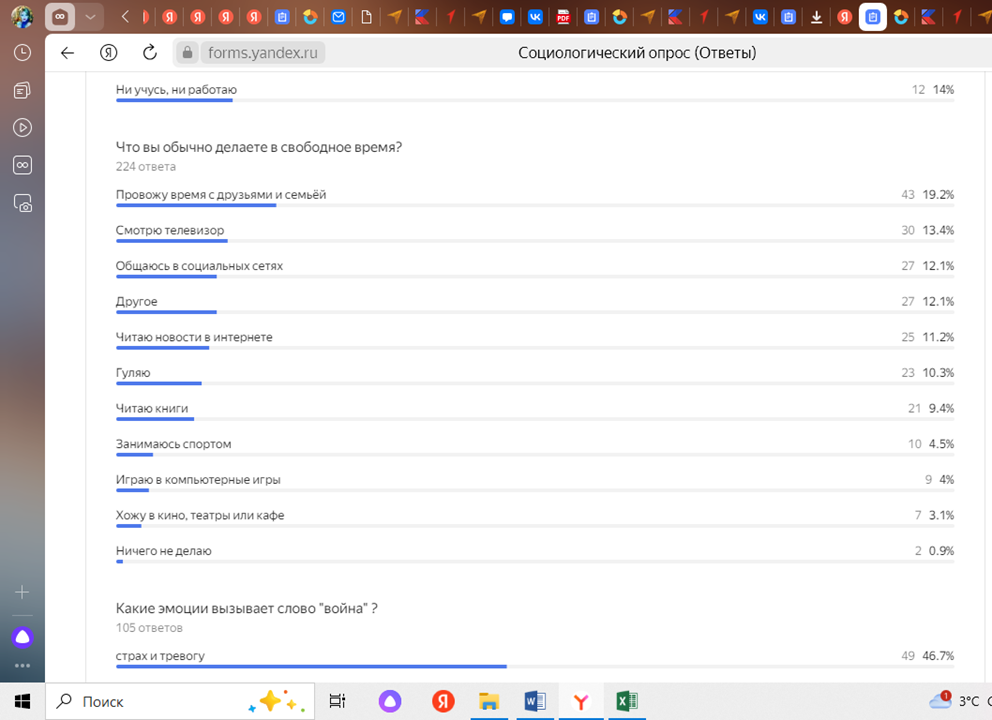 forms.yandex.ru
Социологический опрос (Ответы)
Ни учусь, ни работаю 12 14%
Что вы обычно делаете в свободное время?
224 ответа
Провожу время с друзьями и семьёй 43 19.2%
Смотрю телевизор 30 13.4%
Общаюсь в социальных сетях 27 12.1%
Другое 27 12.1%
Читаю новости в интернете 25 11.2%
Гуляю 23 10.3%
Читаю книги 21 9.4%
Занимаюсь спортом 10 4.5%
Играю в компьютерные игры 9 4%
Хожу в кино, театры или кафе 7 3.1%
Ничего не делаю 2 0.9%
Какие эмоции вызывает слово "война" ?
105 ответов
страх и тревогу 49 46.7%
Поиск
1
3°C